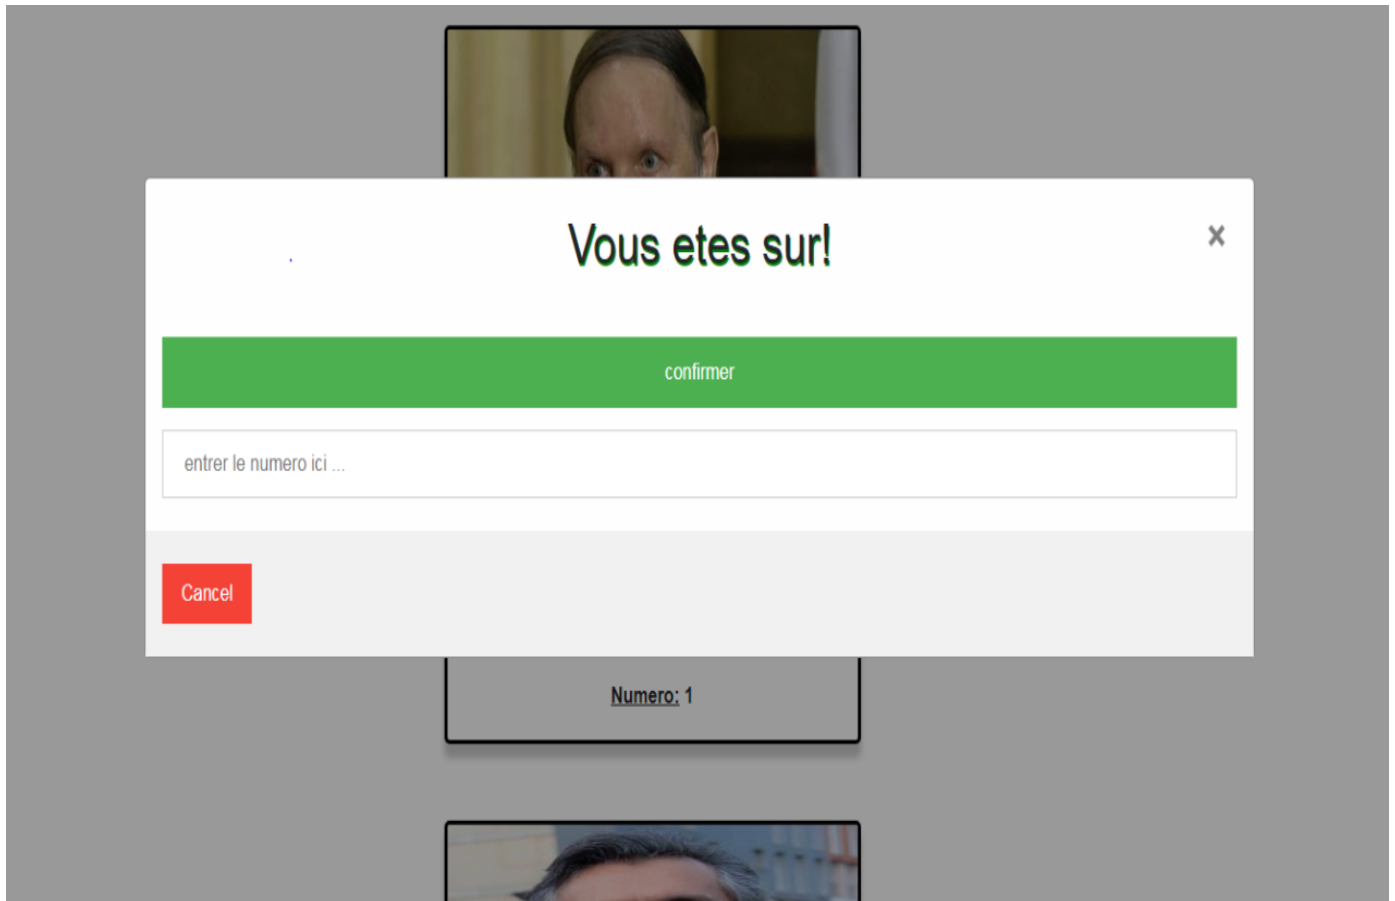 Vous etes sur!
×
confirmer
entrer le numero ici ...
Cancel
Numero: 1